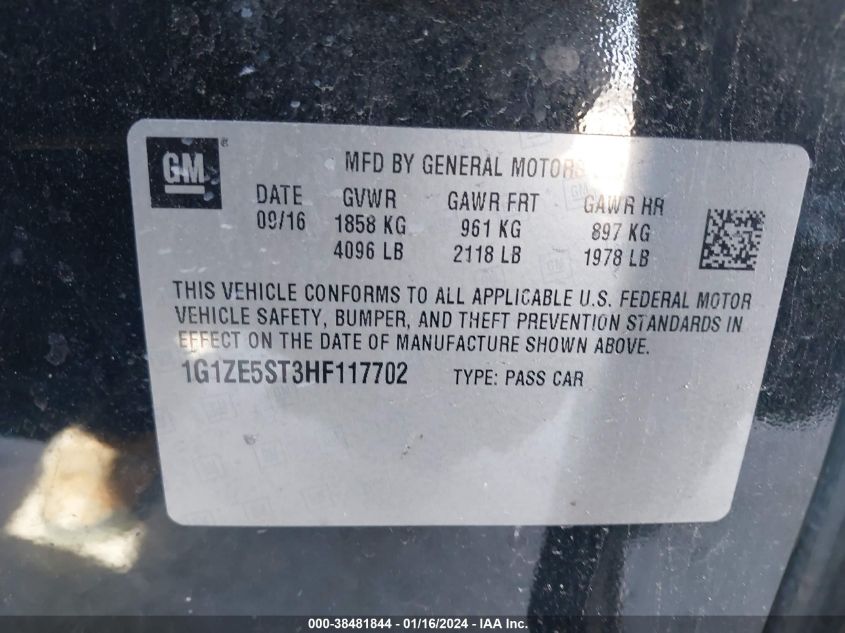 GM®
MFD BY GENERAL MOTORS
DATE GVWR GAWR FRT GAWR RR
09/16 1858 KG 961 KG 897 KG
4096 LB 2118 LB 1978 LB
THIS VEHICLE CONFORMS TO ALL APPLICABLE U.S. FEDERAL MOTOR
VEHICLE SAFETY, BUMPER, AND THEFT PREVENTION STANDARDS IN
EFFECT ON THE DATE OF MANUFACTURE SHOWN ABOVE.
1G1ZE5ST3HF117702 TYPE: PASS CAR
000-38481844 / 01/16/2024 - IAA Inc.